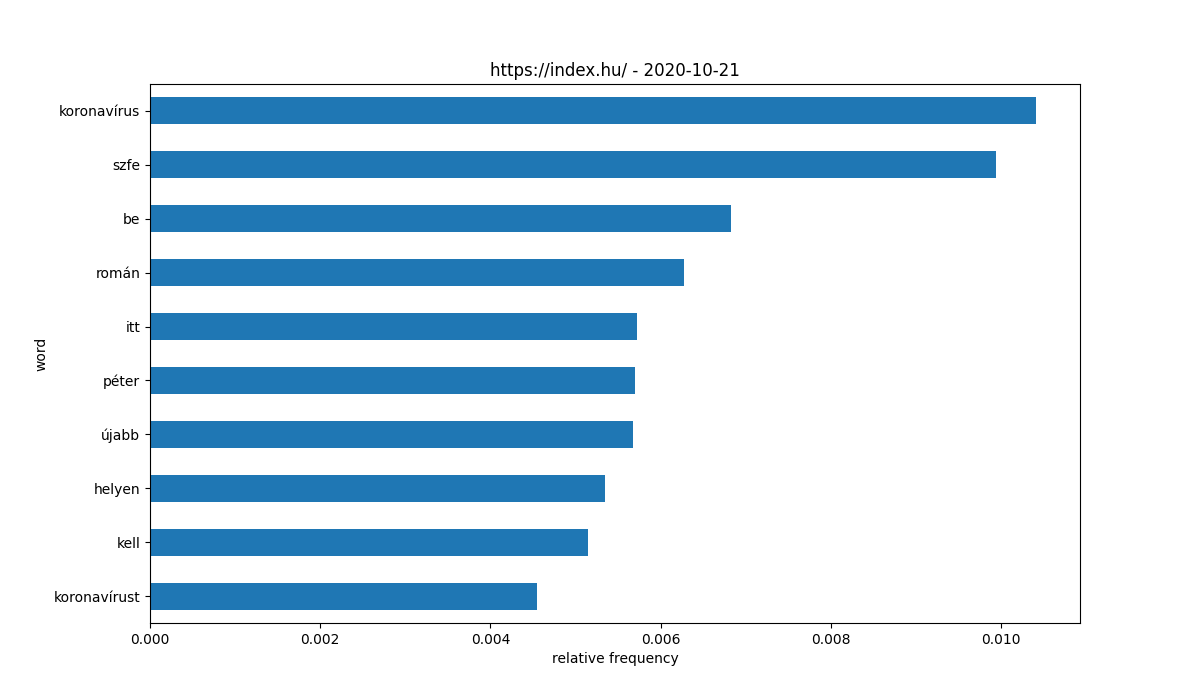 https://index.hu/ - 2020-10-21
word
koronavírus
szfe
be
román
itt
péter
újabb
helyen
kell
koronavírust
0.000 0.002 0.004 0.006 0.008 0.010
relative frequency